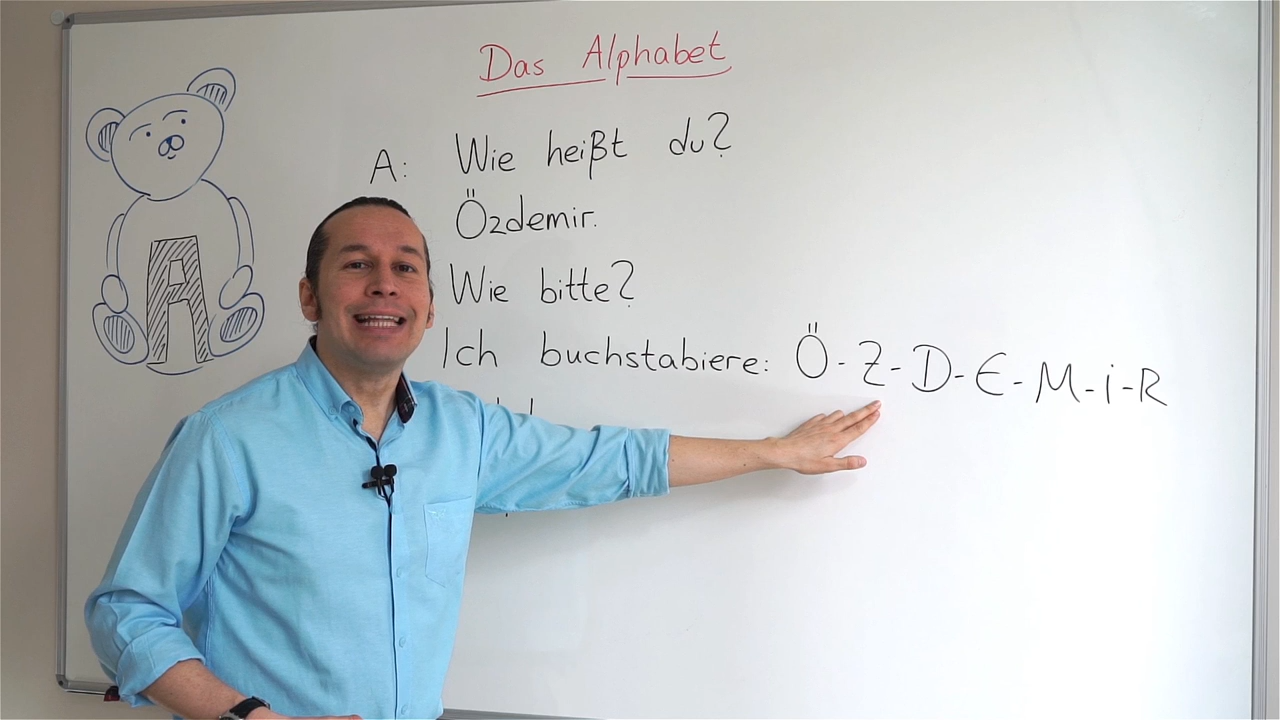 Das Alphabet
A: Wie heißt du?
Özdemir.
Wie bitte?
Ich buchstabiere: Ö-Z-D-E-M-i-R
A